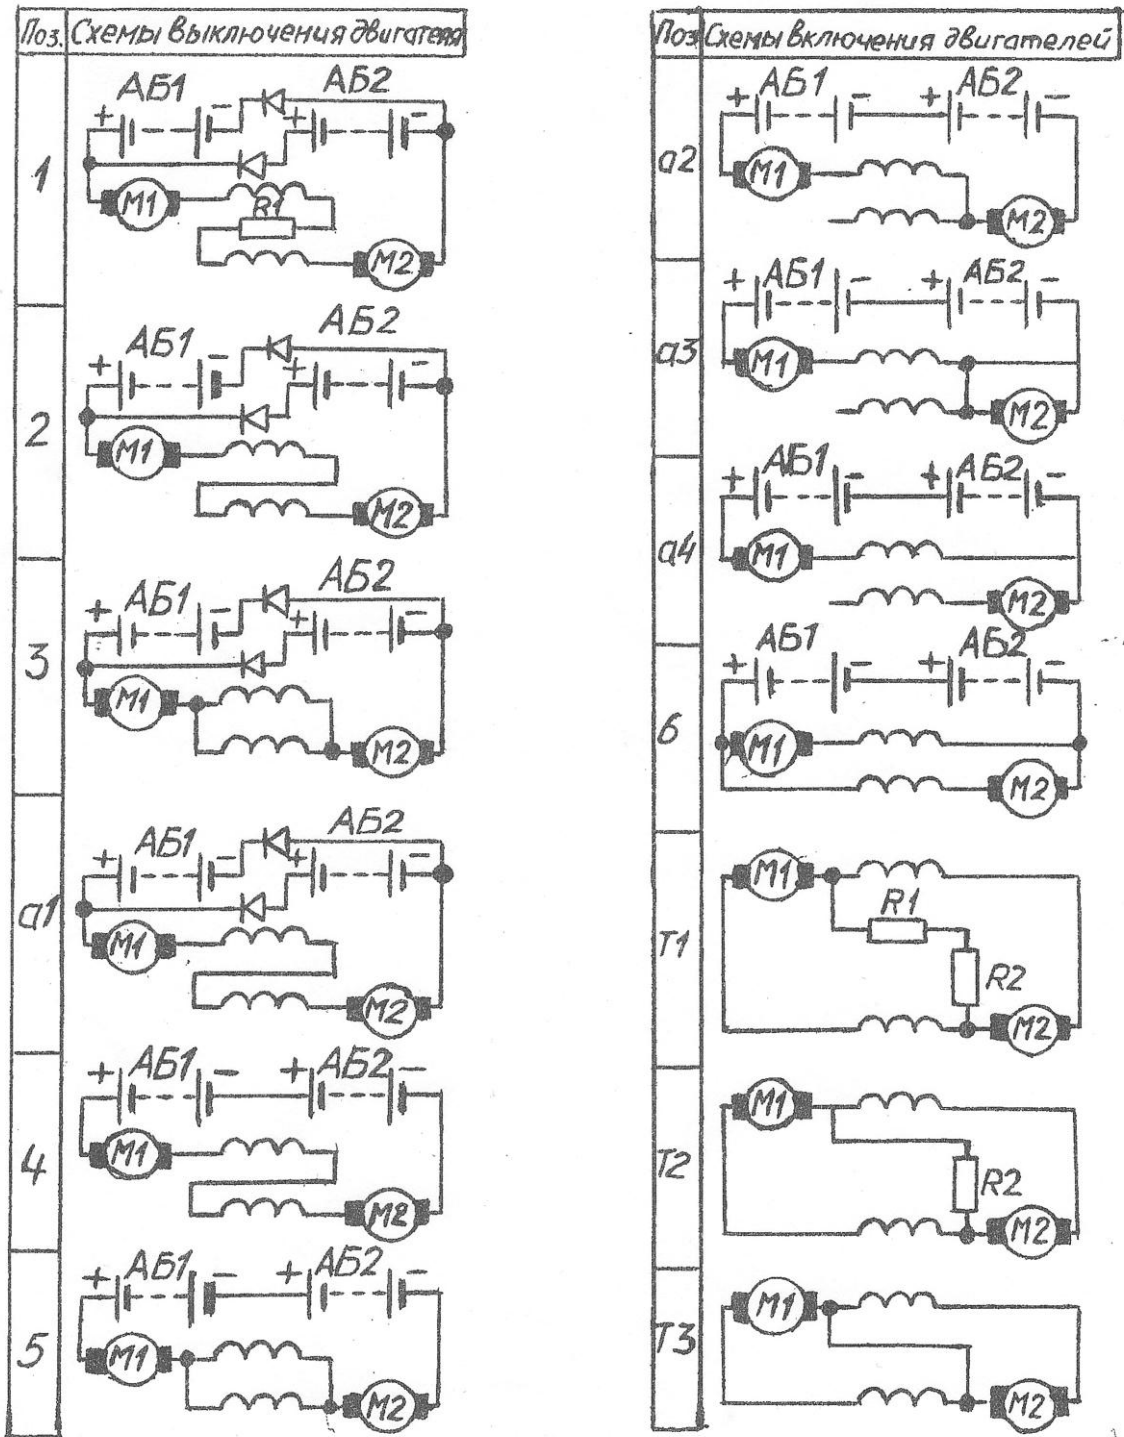 Поз. Схемы выключения двигателя
АБ1 АБ2
+ - + -
1
М1
R1
М2
АБ1 АБ2
+ - + -
2
М1
М2
АБ1 АБ2
+ - + -
3
М1
М2
АБ1 АБ2
+ - + -
а1
М1
М2
АБ1 АБ2
+ - + -
4
М1
М2
АБ1 АБ2
+ - + -
5
М1
М2
Поз Схемы включения двигателей
АБ1 АБ2
+ - + -
а2
М1
М2
АБ1 АБ2
+ - + -
а3
М1
М2
АБ1 АБ2
+ - + -
а4
М1
М2
АБ1 АБ2
+ - + -
6
М1
М2
М1
R1
Т1
R2
М2
М1
Т2
R2
М2
М1
Т3
М2